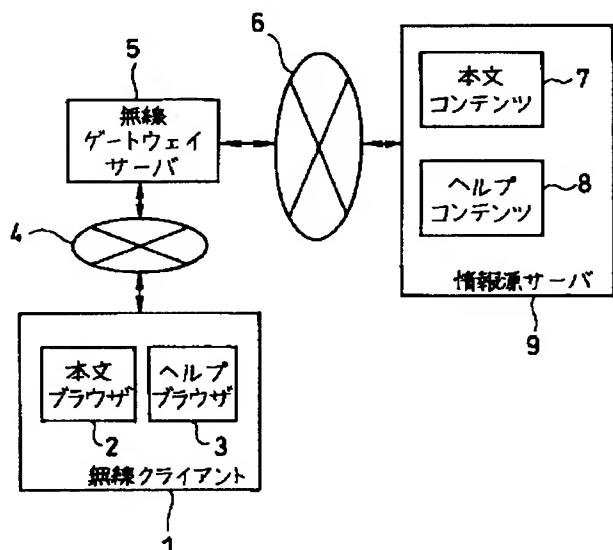 6
5
無線
ゲートウェイ
サーバ
本文
コンテンツ
7
ヘルプ
コンテンツ
8
情報源サーバ
9
4
本文
ブラウザ
2
ヘルプ
ブラウザ
3
無線クライアント
1